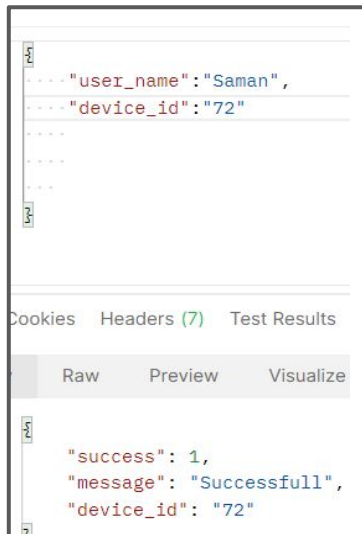 {
"user_name":"Saman",
"device_id":"72"
}
Cookies Headers (7) Test Results
Raw Preview Visualize
{
"success": 1,
"message": "Successfull",
"device_id": "72"
}